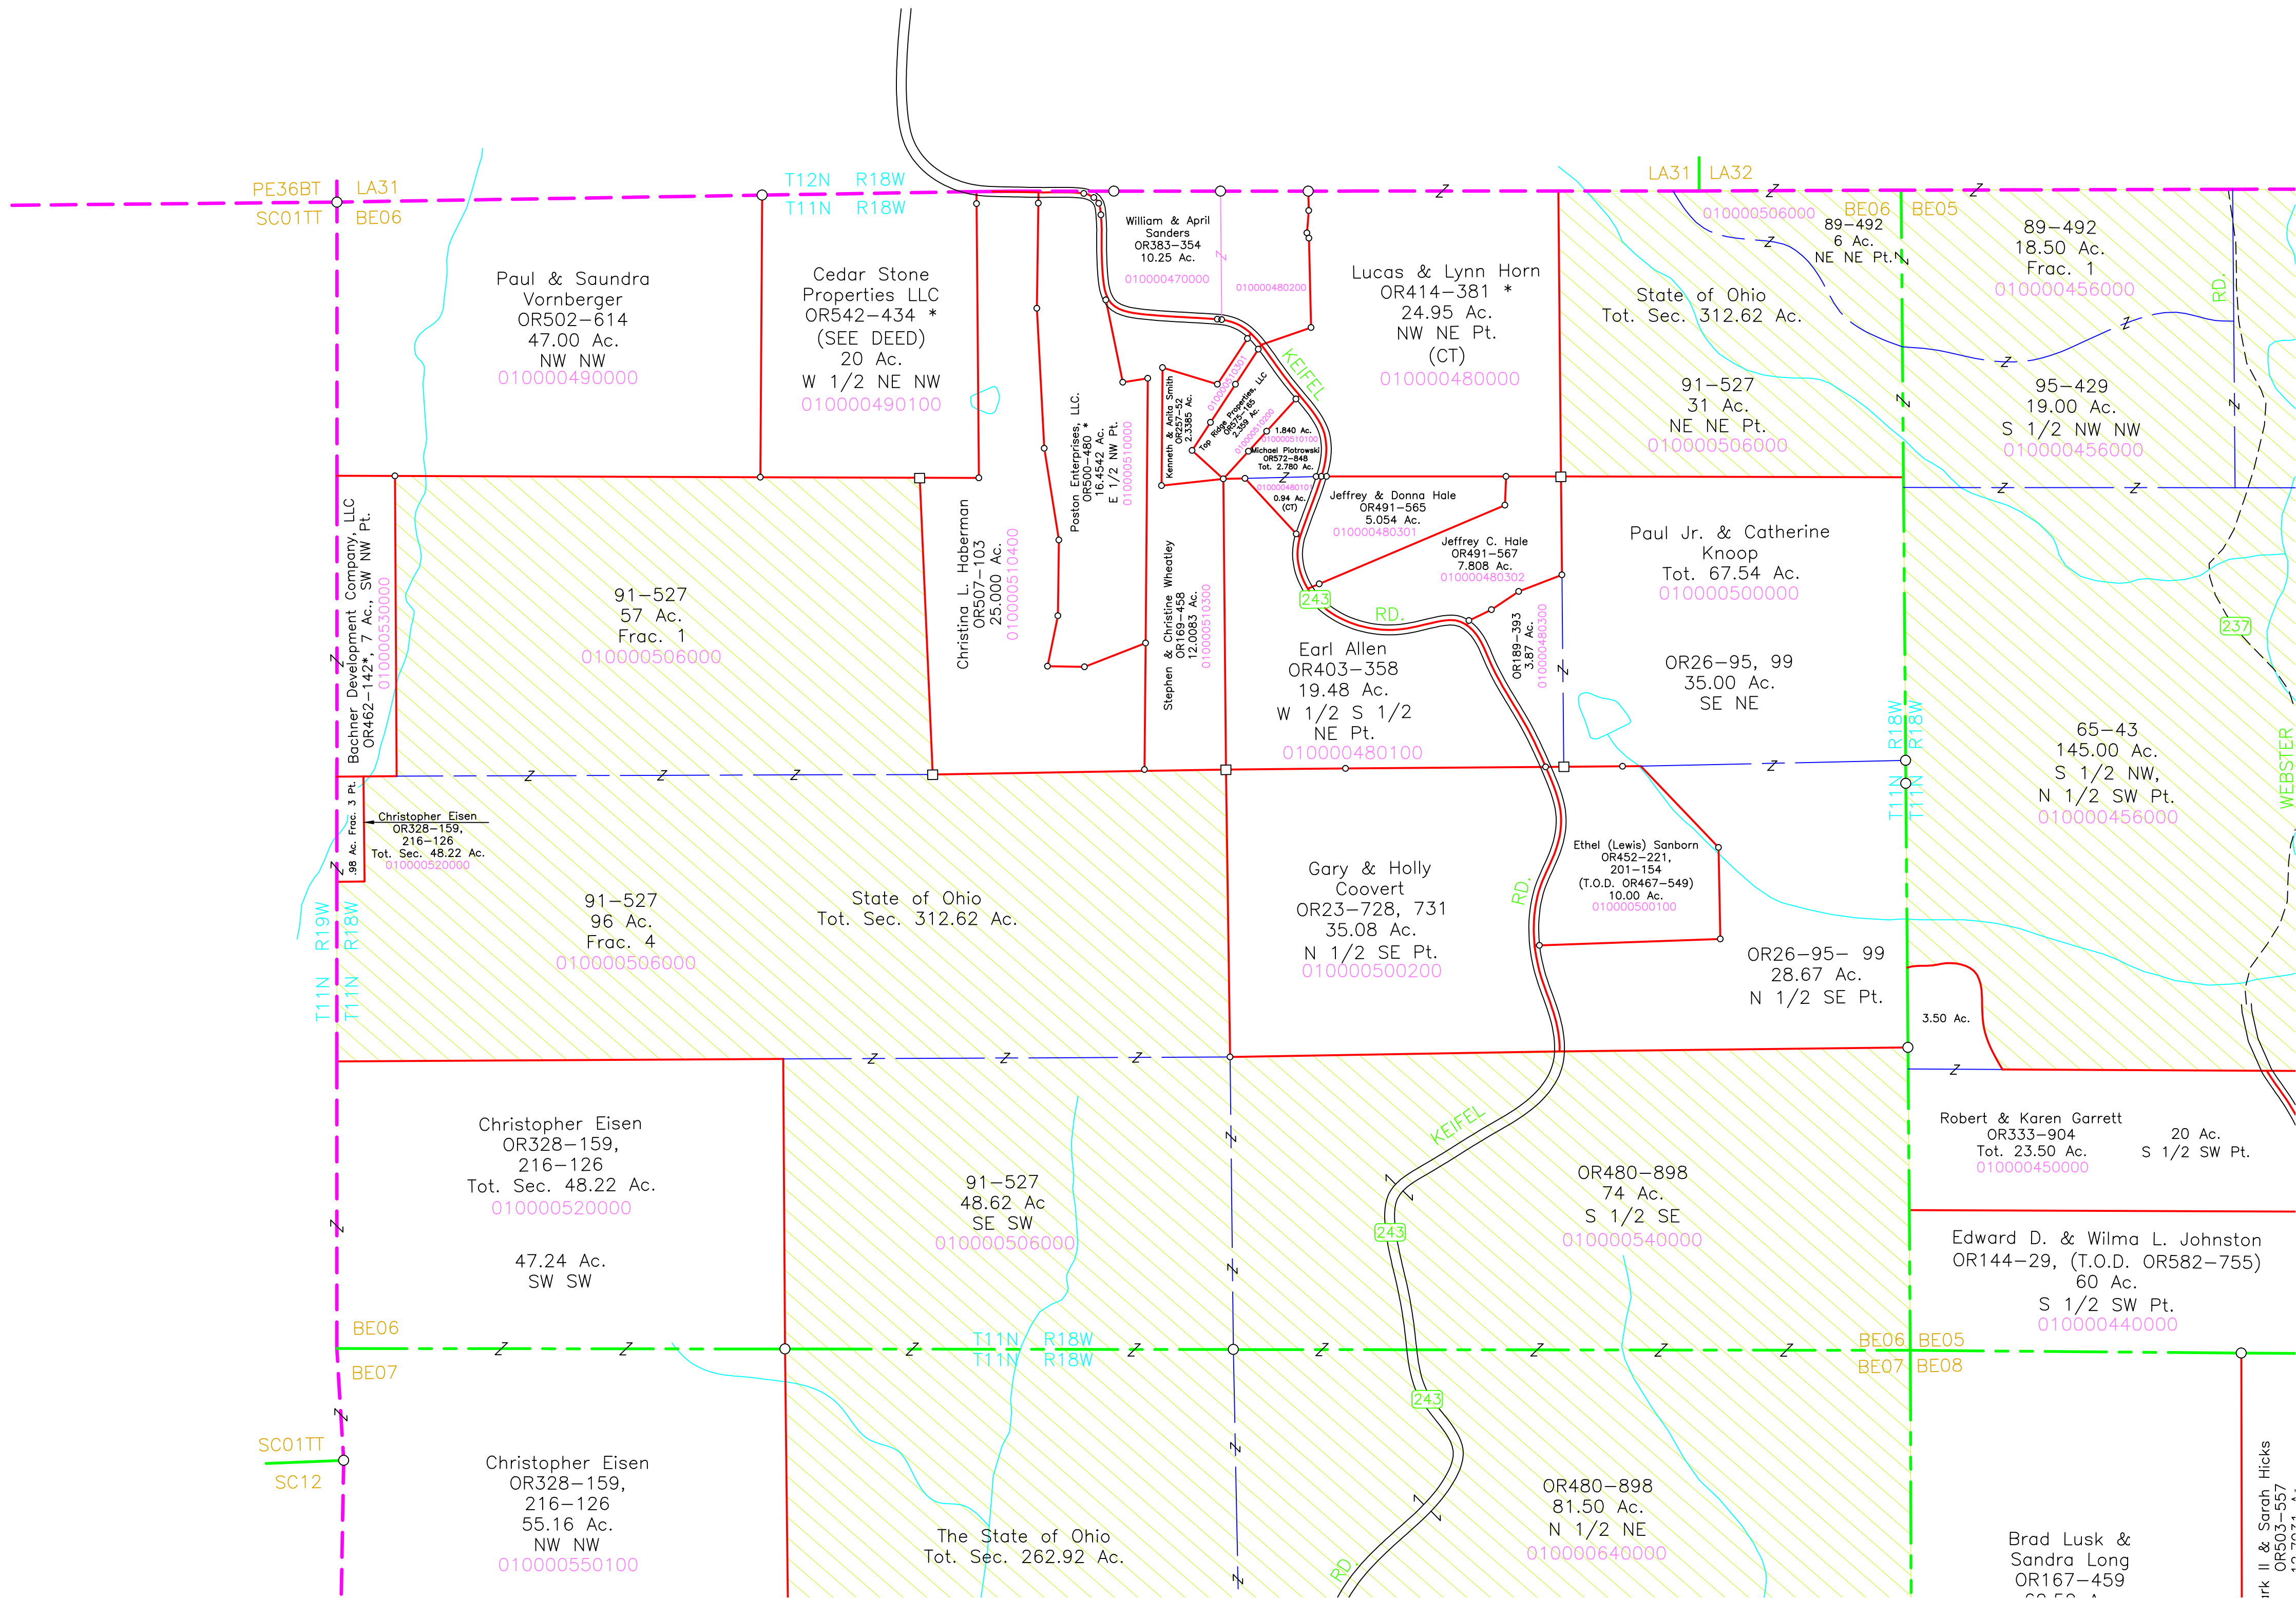 PE36BT
LA31
SC01TT
BE06
T12N R18W
T11N R18W
LA31
LA32
BE06
BE05
Paul & Saundra
Vornberger
OR502-614
47.00 Ac.
NW NW
010000490000
Cedar Stone
Properties LLC
OR542-434 *
(SEE DEED)
20 Ac.
W 1/2 NE NW
010000490100
William & April
Sanders
OR383-354
10.25 Ac.
010000470000
010000480200
Lucas & Lynn Horn
OR414-381 *
24.95 Ac.
NW NE Pt.
(CT)
010000480000
KEIFEL
010000506000
89-492
6 Ac.
NE NE Pt.
State of Ohio
Tot. Sec. 312.62 Ac.
91-527
31 Ac.
NE NE Pt.
010000506000
89-492
18.50 Ac.
Frac. 1
010000456000
RD.
95-429
19.00 Ac.
S 1/2 NW NW
010000456000
Poston Enterprises, LLC.
OR500-480 *
16.4542 Ac.
E 1/2 NW Pt.
010000510000
Kenneth & Anita Smith
OR257-52
2.3385 Ac.
010000510301
Top Ridge Properties, LLC
OR575-165
2.359 Ac.
010000510200
1.840 Ac.
010000510100
Michael Piotrowski
OR572-848
Tot. 2.780 Ac.
010000480101
0.94 Ac.
(CT)
Jeffrey & Donna Hale
OR491-565
5.054 Ac.
010000480301
Jeffrey C. Hale
OR491-567
7.808 Ac.
010000480302
243
RD.
Bachner Development Company, LLC
OR462-142*, 7 Ac., SW NW Pt.
010000530000
91-527
57 Ac.
Frac. 1
010000506000
Christina L. Haberman
OR507-103
25.000 Ac.
010000510400
Stephen & Christine Wheatley
OR169-458
12.0083 Ac.
010000510300
Earl Allen
OR403-358
19.48 Ac.
W 1/2 S 1/2
NE Pt.
010000480100
OR189-393
3.87 Ac.
010000480300
Paul Jr. & Catherine
Knoop
Tot. 67.54 Ac.
010000500000
OR26-95, 99
35.00 Ac.
SE NE
T11N R18W
T11N R18W
237
65-43
145.00 Ac.
S 1/2 NW,
N 1/2 SW Pt.
010000456000
WEBSTER
.98 Ac. Frac. 3 Pt.
Christopher Eisen
OR328-159,
216-126
Tot. Sec. 48.22 Ac.
010000520000
T11N R19W
T11N R18W
91-527
96 Ac.
Frac. 4
010000506000
State of Ohio
Tot. Sec. 312.62 Ac.
Gary & Holly
Coovert
OR23-728, 731
35.08 Ac.
N 1/2 SE Pt.
010000500200
RD.
Ethel (Lewis) Sanborn
OR452-221,
201-154
(T.O.D. OR467-549)
10.00 Ac.
010000500100
OR26-95- 99
28.67 Ac.
N 1/2 SE Pt.
3.50 Ac.
Christopher Eisen
OR328-159,
216-126
Tot. Sec. 48.22 Ac.
010000520000
47.24 Ac.
SW SW
91-527
48.62 Ac
SE SW
010000506000
KEIFEL
243
OR480-898
74 Ac.
S 1/2 SE
010000540000
Robert & Karen Garrett
OR333-904
Tot. 23.50 Ac.
010000450000
20 Ac.
S 1/2 SW Pt.
Edward D. & Wilma L. Johnston
OR144-29, (T.O.D. OR582-755)
60 Ac.
S 1/2 SW Pt.
010000440000
BE06
BE07
T11N R18W
T11N R18W
BE06
BE05
BE07
BE08
243
SC01TT
SC12
Christopher Eisen
OR328-159,
216-126
55.16 Ac.
NW NW
010000550100
The State of Ohio
Tot. Sec. 262.92 Ac.
RD.
OR480-898
81.50 Ac.
N 1/2 NE
010000640000
Brad Lusk &
Sandra Long
OR167-459
II & Sarah Hicks
OR503-557